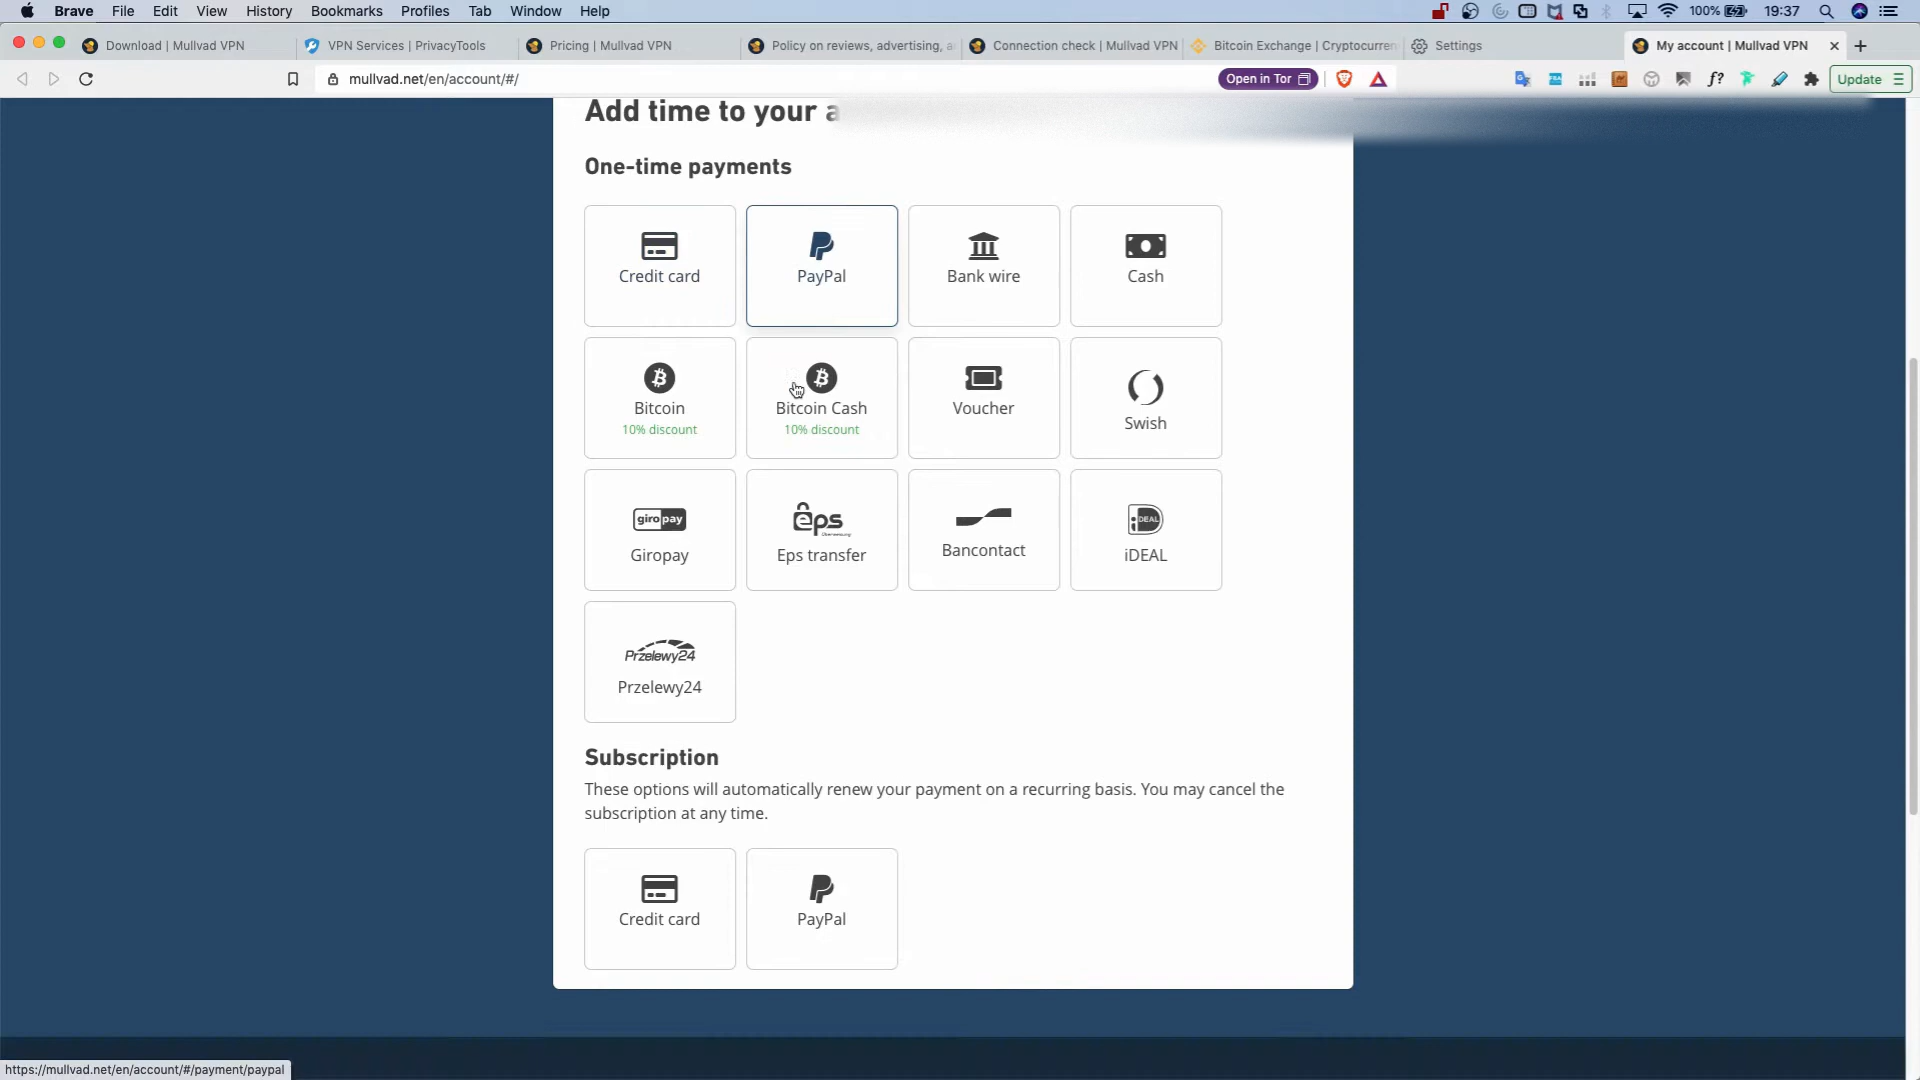 Brave File Edit View History Bookmarks Profiles Tab Window Help 100% 19:37
Download | Mullvad VPN VPN Services | PrivacyTools Pricing | Mullvad VPN Policy on reviews, advertising, a Connection check | Mullvad VPN Bitcoin Exchange | Cryptocurren Settings My account | Mullvad VPN
mullvad.net/en/account/#/ Open in Tor f? Update
Add time to your a
One-time payments
Credit card PayPal Bank wire Cash
Bitcoin Bitcoin Cash Voucher Swish
10% discount 10% discount
giro pay eps iDEAL
Giropay Eps transfer Bancontact iDEAL
Przelewy24
Przelewy24
Subscription
These options will automatically renew your payment on a recurring basis. You may cancel the
subscription at any time.
Credit card PayPal
https://mullvad.net/en/account/#/payment/paypal